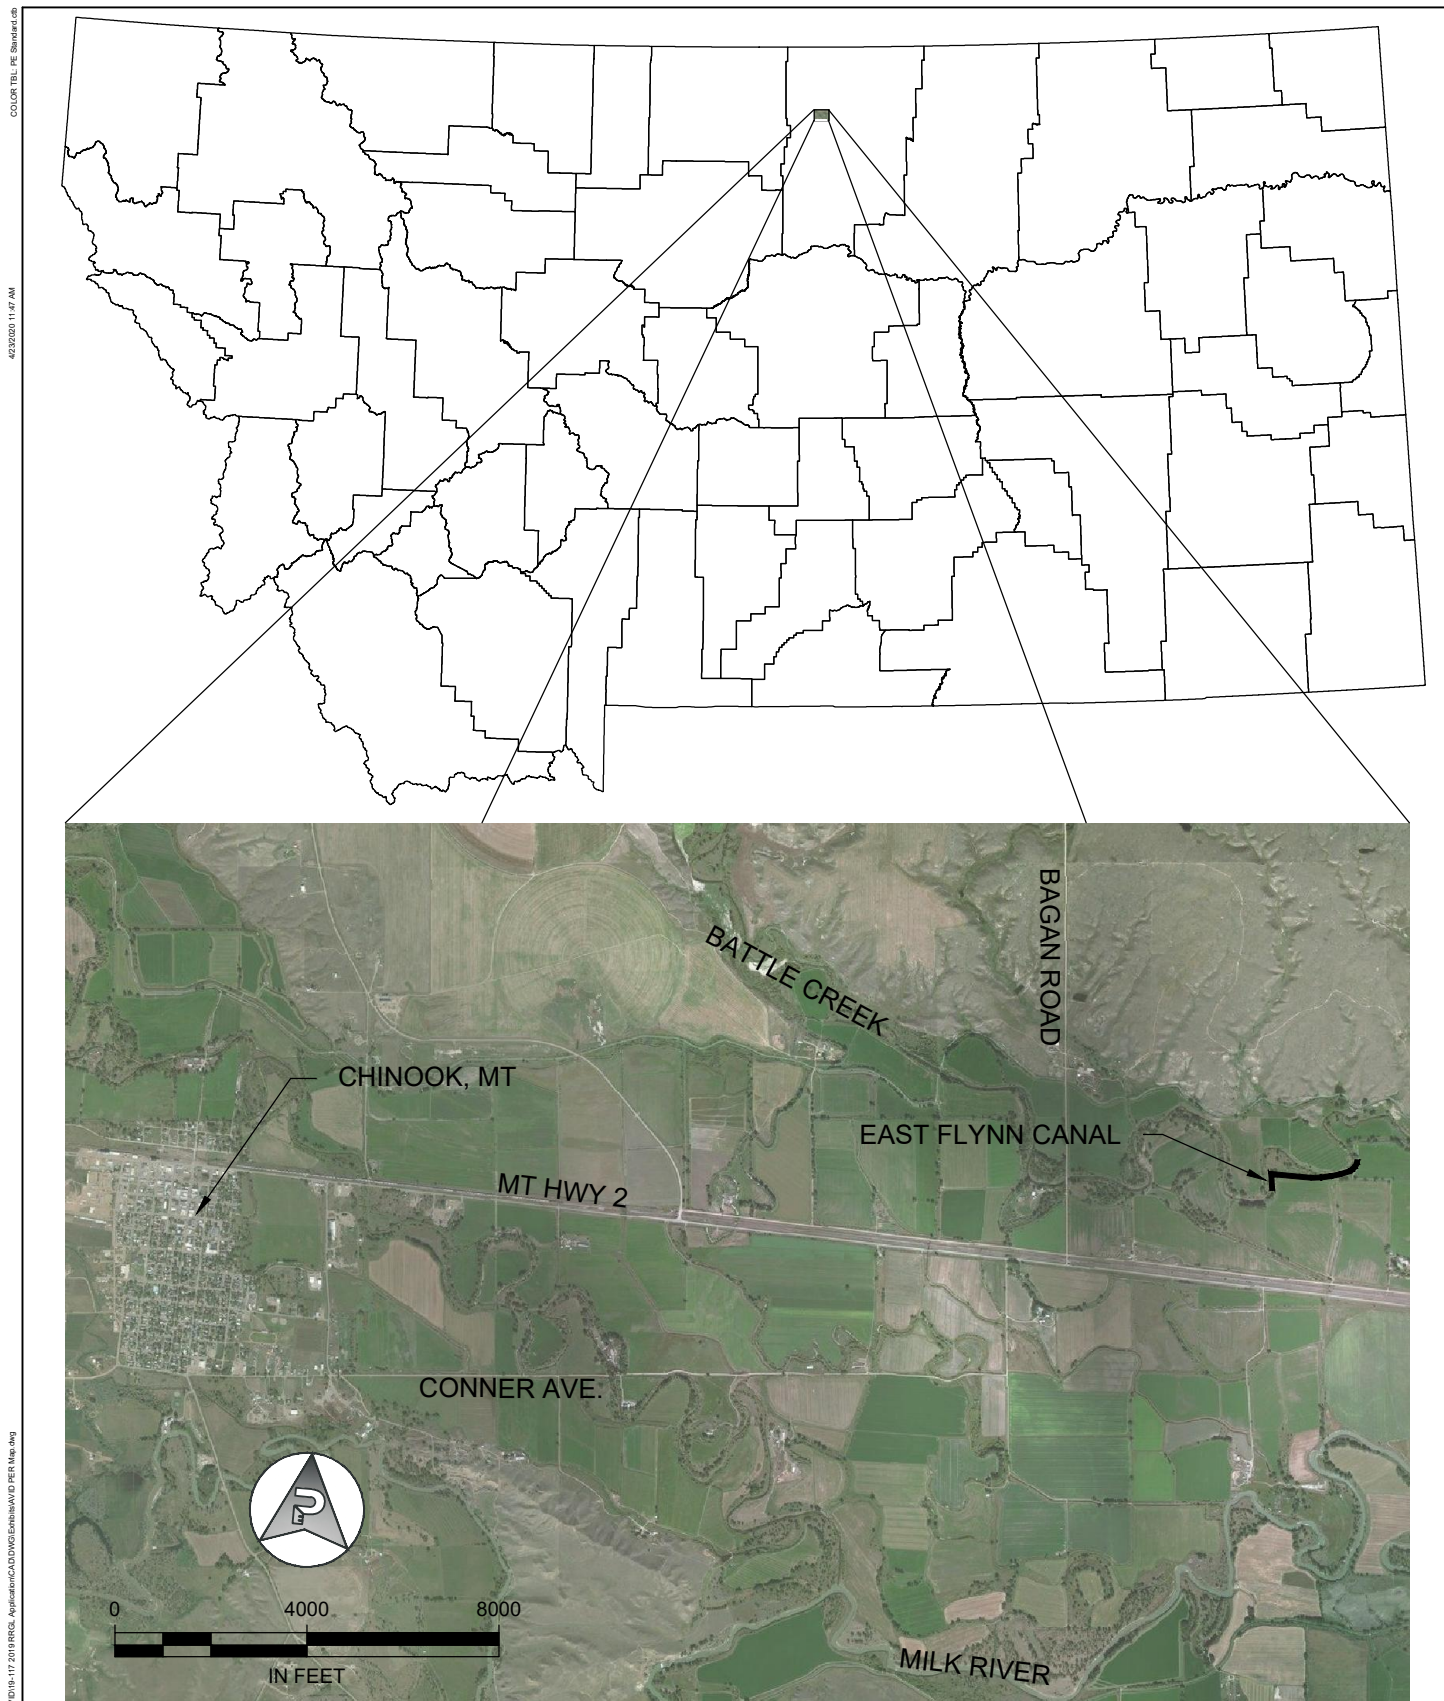 COLOR TBL: PE Standard.ctb
4/23/2020 11:47 AM
BAGAN ROAD
BATTLE CREEK
CHINOOK, MT
EAST FLYNN CANAL
MT HWY 2
CONNER AVE.
PE
0 4000 8000
IN FEET
MILK RIVER